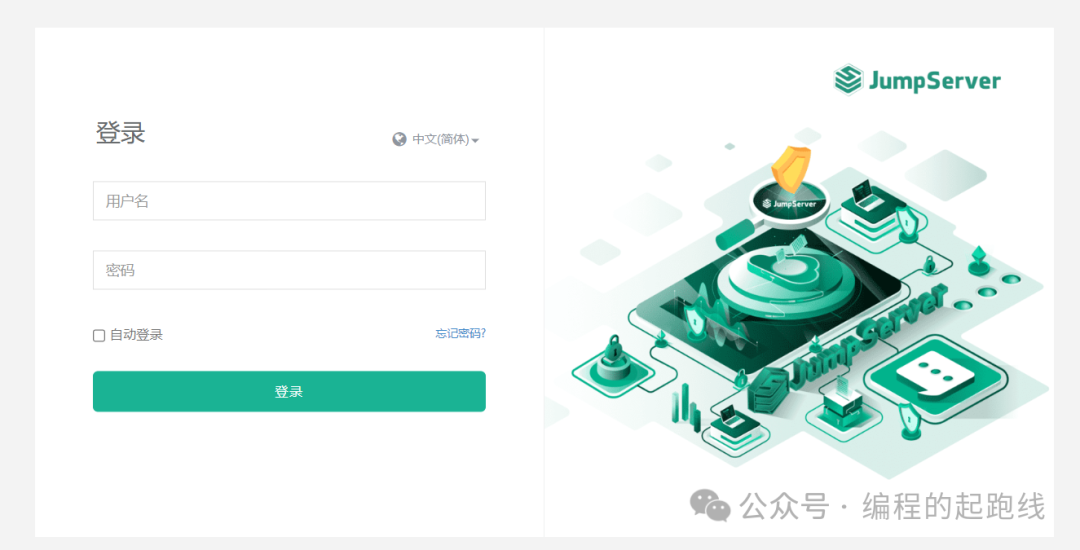 登录
中文(简体)
用户名
密码
自动登录
忘记密码?
登录
JumpServer
JumpServer
JumpServer
公众号 · 编程的起跑线